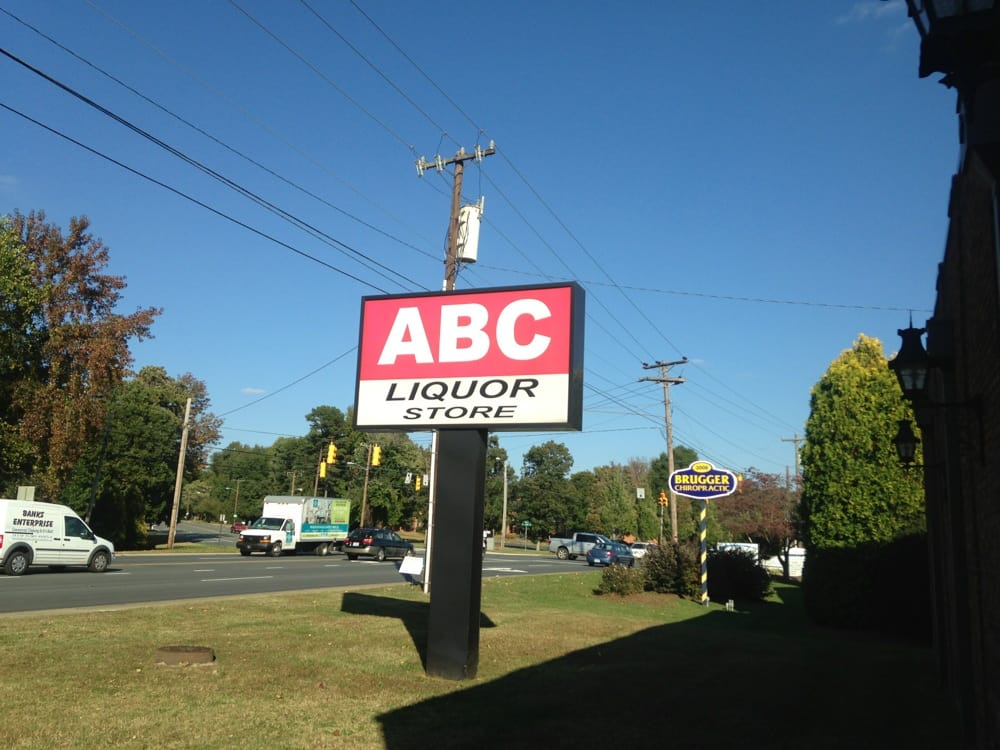 ABC
LIQUOR
STORE
BRUGGER
CHIROPRACTIC
BANKS
ENTERPRISE